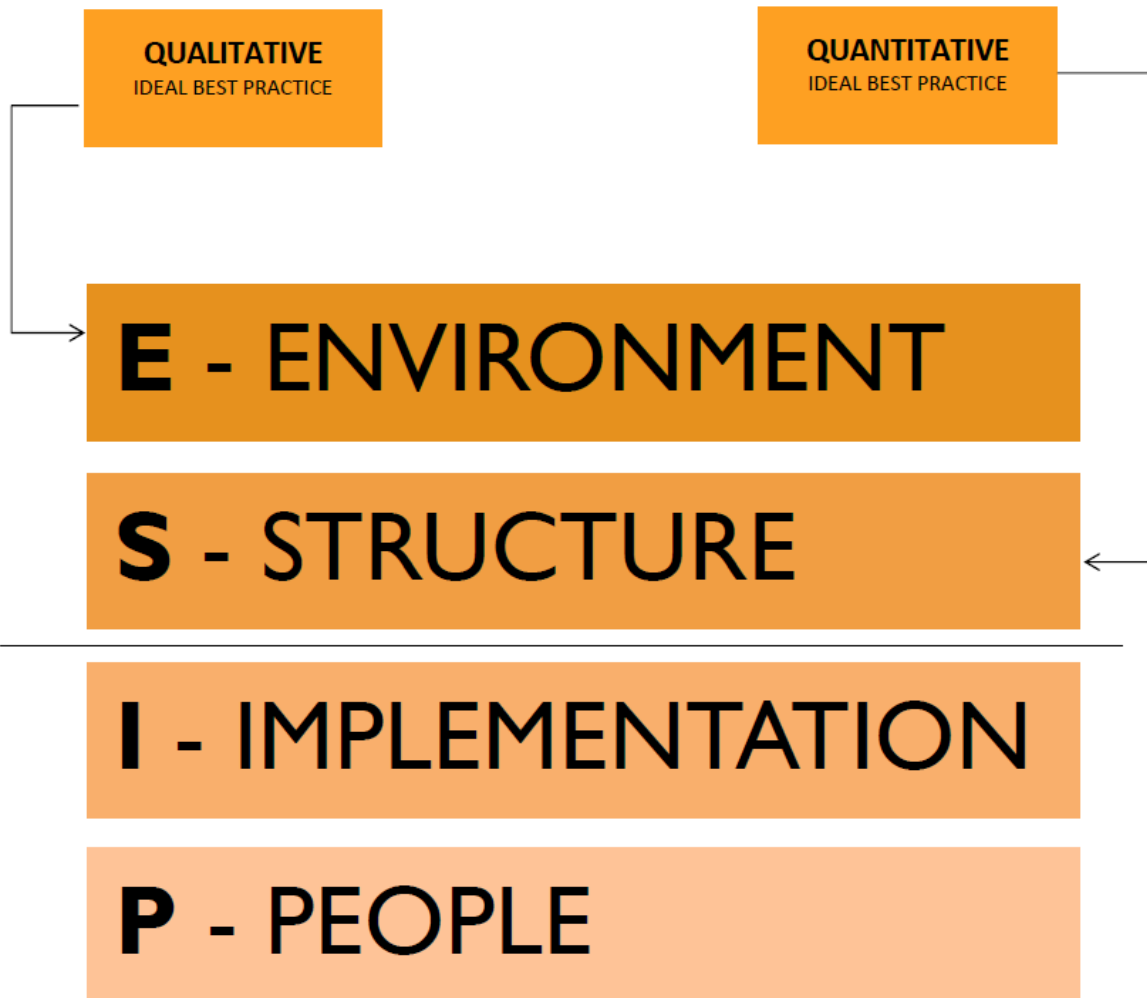 QUALITATIVE
IDEAL BEST PRACTICE
QUANTITATIVE
IDEAL BEST PRACTICE
E - ENVIRONMENT
S - STRUCTURE
I - IMPLEMENTATION
P - PEOPLE